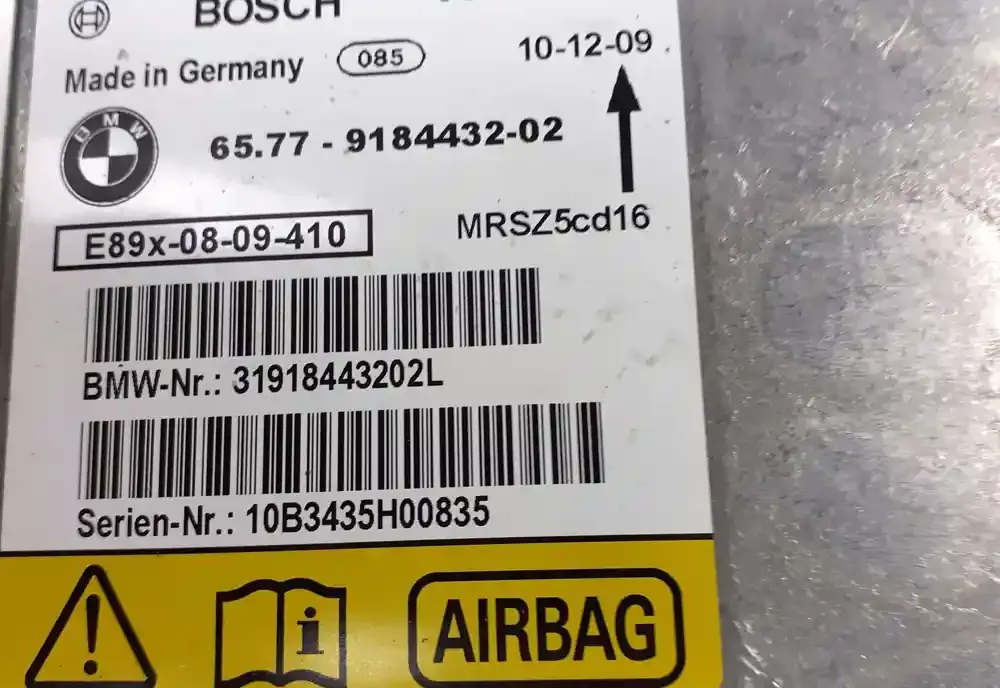 BOSCH
Made in Germany 085 10-12-09
BMW
65.77 - 9184432-02
E89x-08-09-410 MRSZ5cd16
BMW-Nr.: 31918443202L
Serien-Nr.: 10B3435H00835
AIRBAG